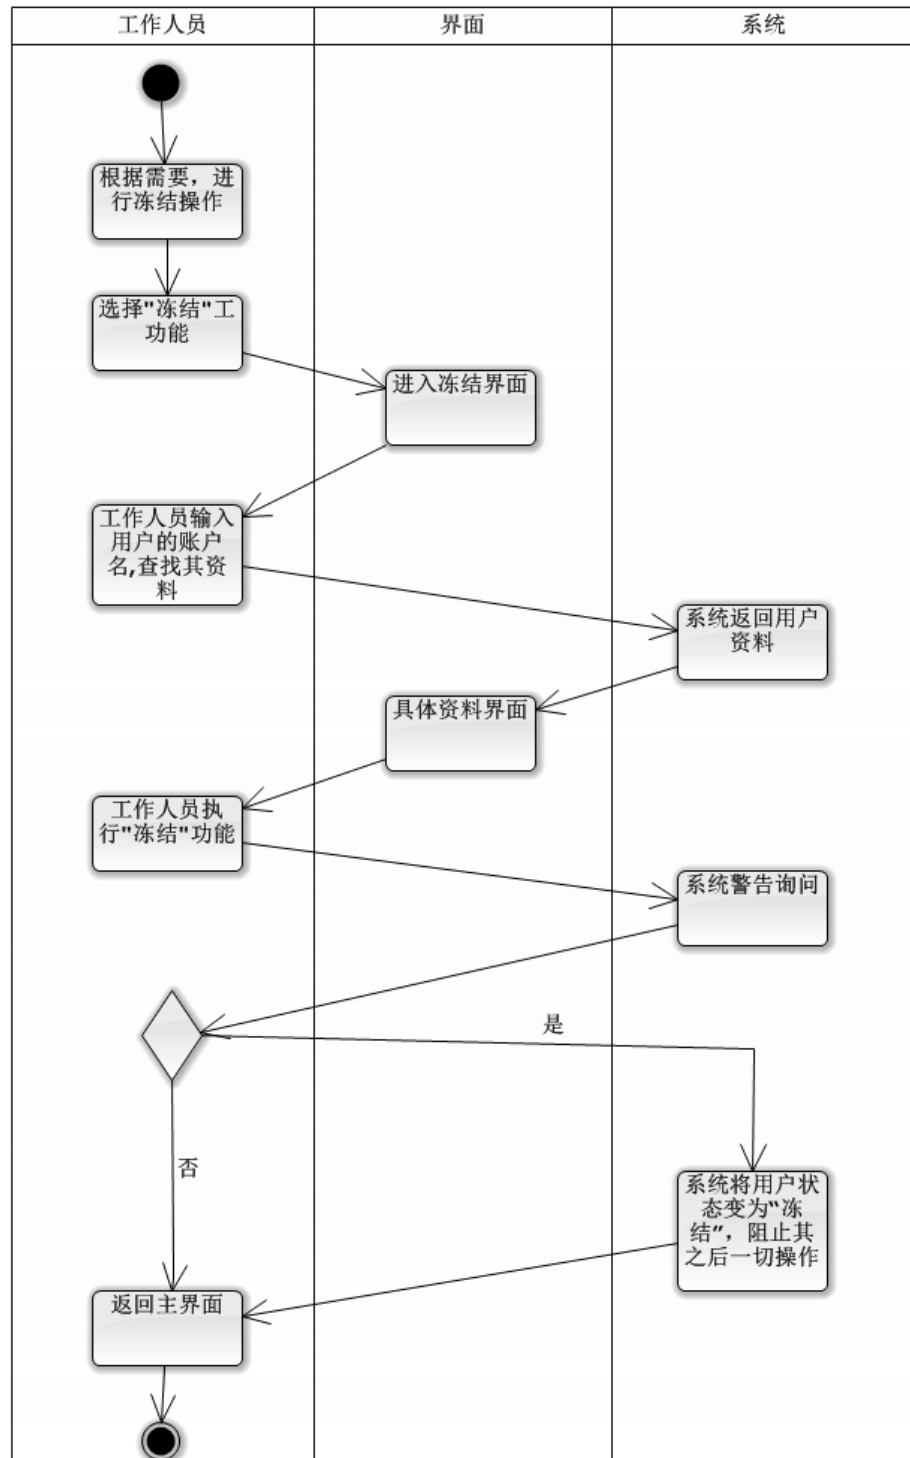 工作人员
界面
系统
根据需要，进
行冻结操作
选择"冻结"工
功能
进入冻结界面
工作人员输入
用户的账户
名,查找其资
料
系统返回用户
资料
具体资料界面
工作人员执
行"冻结"功能
系统警告询问
是
否
系统将用户状
态变为“冻
结”，阻止其
之后一切操作
返回主界面